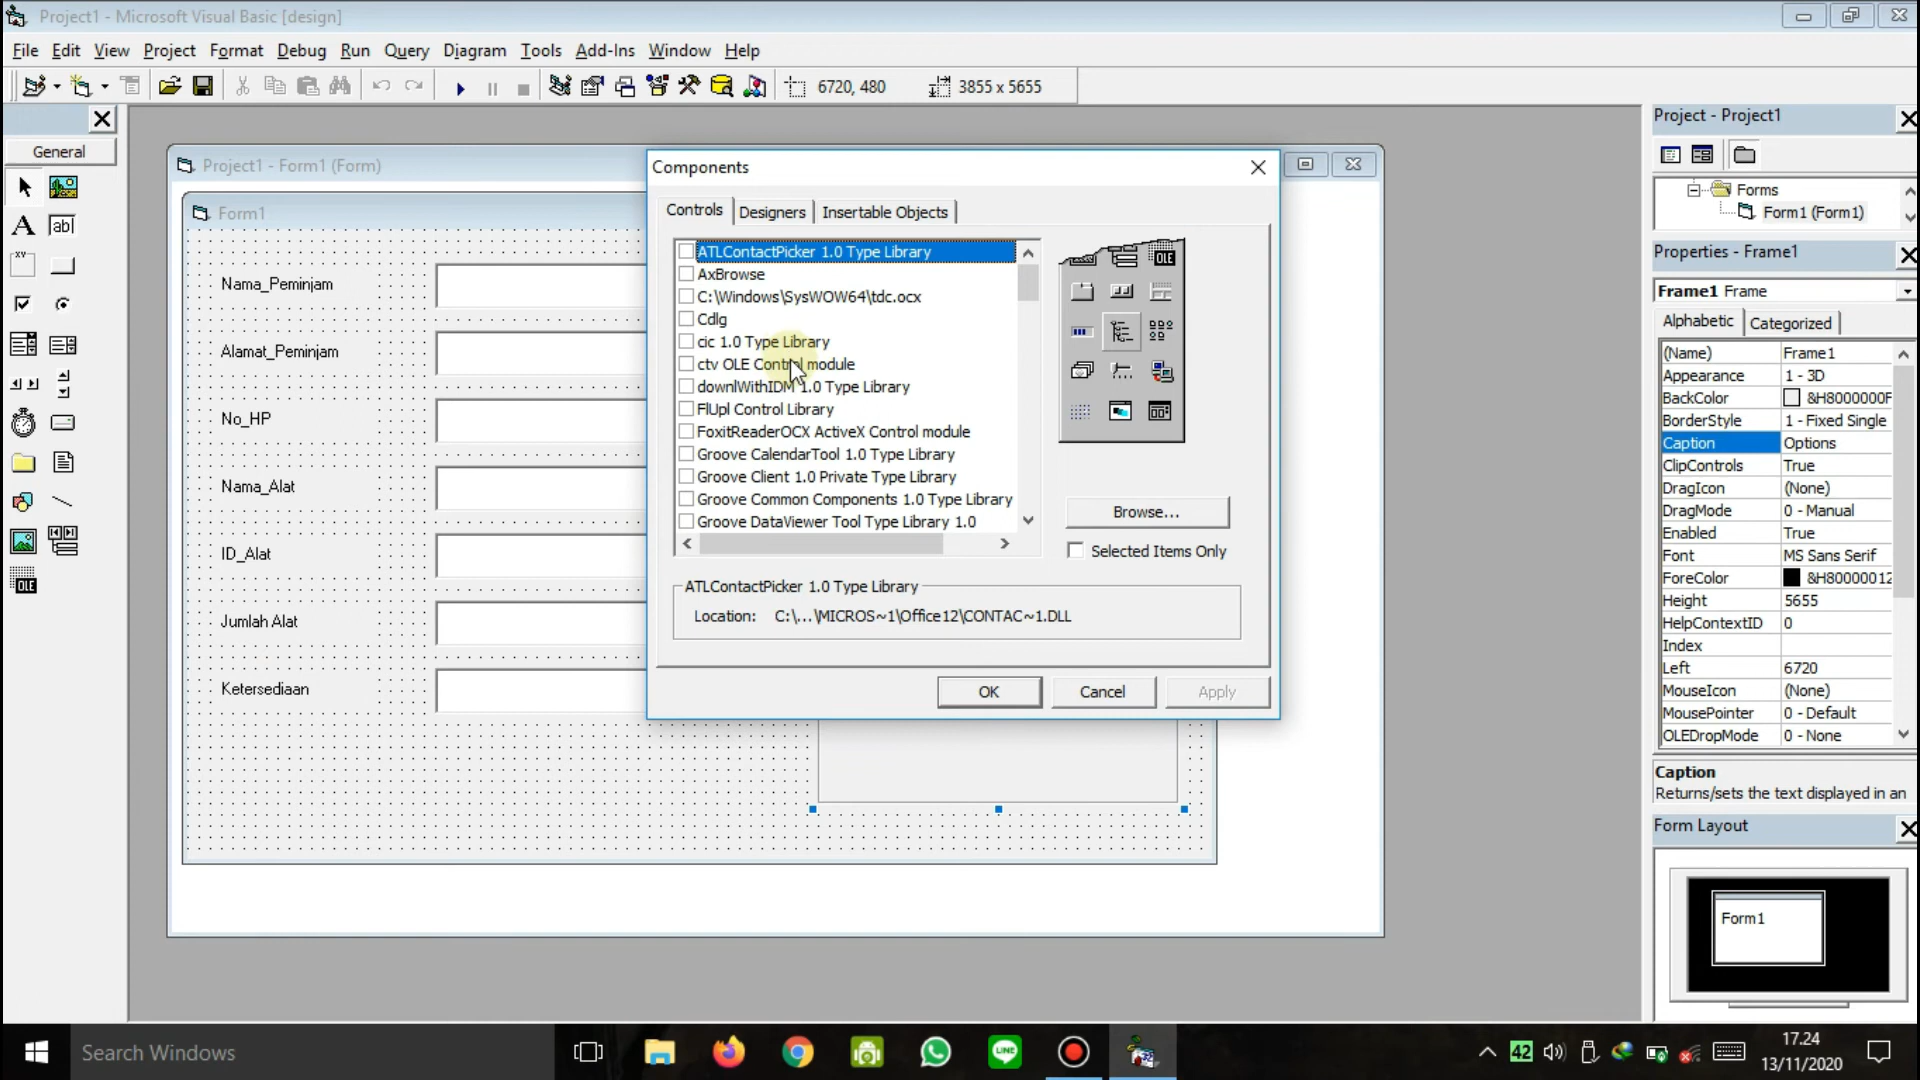 Project1 - Microsoft Visual Basic [design]
File Edit View Project Format Debug Run Query Diagram Tools Add-Ins Window Help
6720, 480
3855 x 5655
General
Project1 - Form1 (Form)
Form1
Nama_Peminjam
Alamat_Peminjam
No_HP
Nama_Alat
ID_Alat
Jumlah Alat
Ketersediaan
Components
Controls Designers Insertable Objects
ATLContactPicker 1.0 Type Library
AxBrowse
C:\Windows\SysWOW64\tdc.ocx
Cdlg
cic 1.0 Type Library
ctv OLE Control module
downlWithIDM 1.0 Type Library
FlUpl Control Library
FoxitReaderOCX ActiveX Control module
Groove CalendarTool 1.0 Type Library
Groove Client 1.0 Private Type Library
Groove Common Components 1.0 Type Library
Groove DataViewer Tool Type Library 1.0
OLE
Browse...
Selected Items Only
ATLContactPicker 1.0 Type Library
Location: C:\...\MICROS~1\Office12\CONTAC~1.DLL
OK Cancel Apply
A
ab|
XY
OLE
Project - Project1
Forms
Form1 (Form1)
Properties - Frame1
Frame1 Frame
Alphabetic Categorized
(Name) Frame1
Appearance 1 - 3D
BackColor &H8000000F
BorderStyle 1 - Fixed Single
Caption Options
ClipControls True
DragIcon (None)
DragMode 0 - Manual
Enabled True
Font MS Sans Serif
ForeColor &H80000012
Height 5655
HelpContextID 0
Index
Left 6720
MouseIcon (None)
MousePointer 0 - Default
OLEDropMode 0 - None
Caption
Returns/sets the text displayed in an
Form Layout
Form1
Search Windows
LINE
42
17.24
13/11/2020